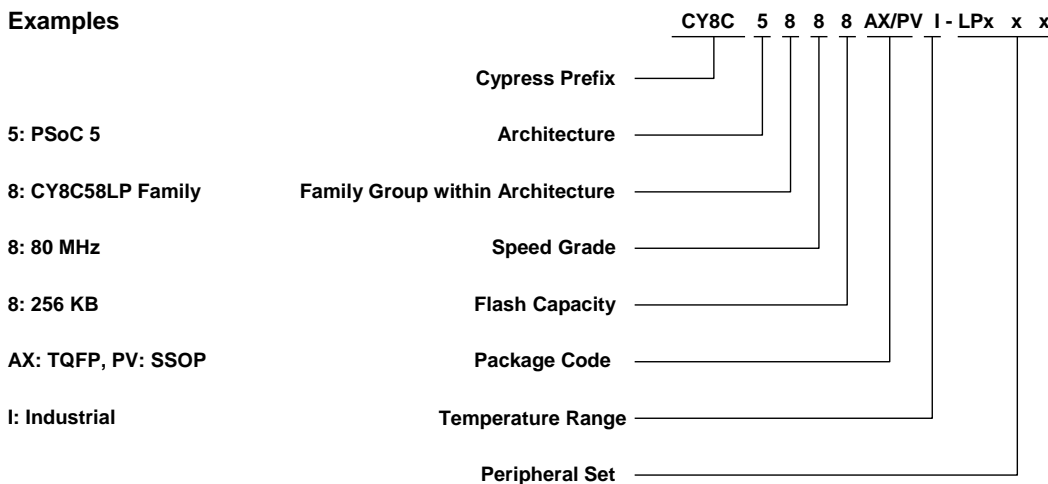 Examples CY8C 5 8 8 8 AX/PV I - LPx x x
Cypress Prefix
5: PSoC 5 Architecture
8: CY8C58LP Family Family Group within Architecture
8: 80 MHz Speed Grade
8: 256 KB Flash Capacity
AX: TQFP, PV: SSOP Package Code
I: Industrial Temperature Range
Peripheral Set